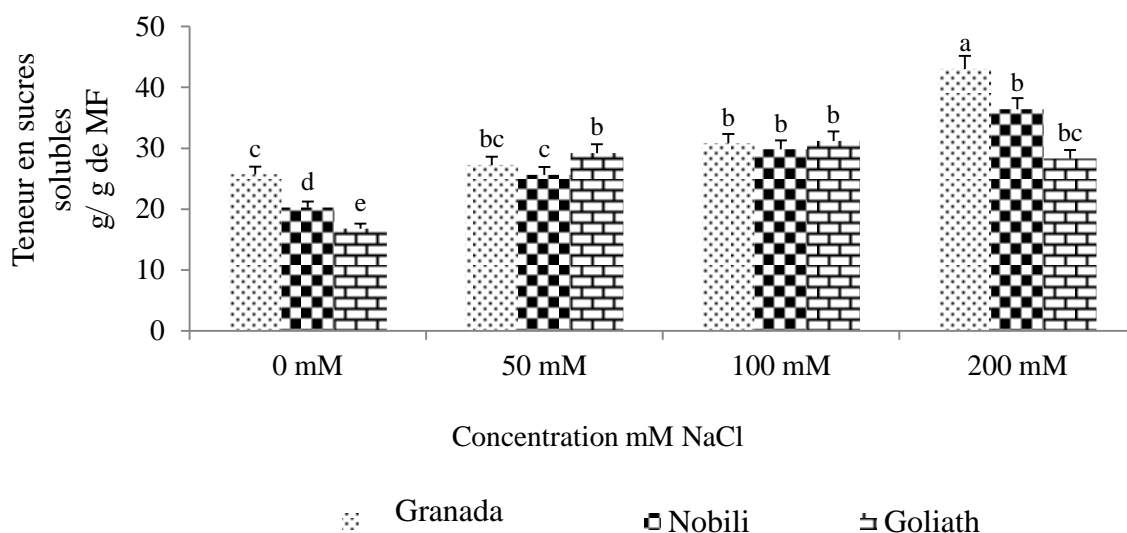 Teneur en sucres
solubles
g/ g de MF
50
40
30
20
10
0
c
d
e
bc
c
b
b
b
b
a
b
bc
0 mM
50 mM
100 mM
200 mM
Concentration mM NaCl
Granada
Nobili
Goliath